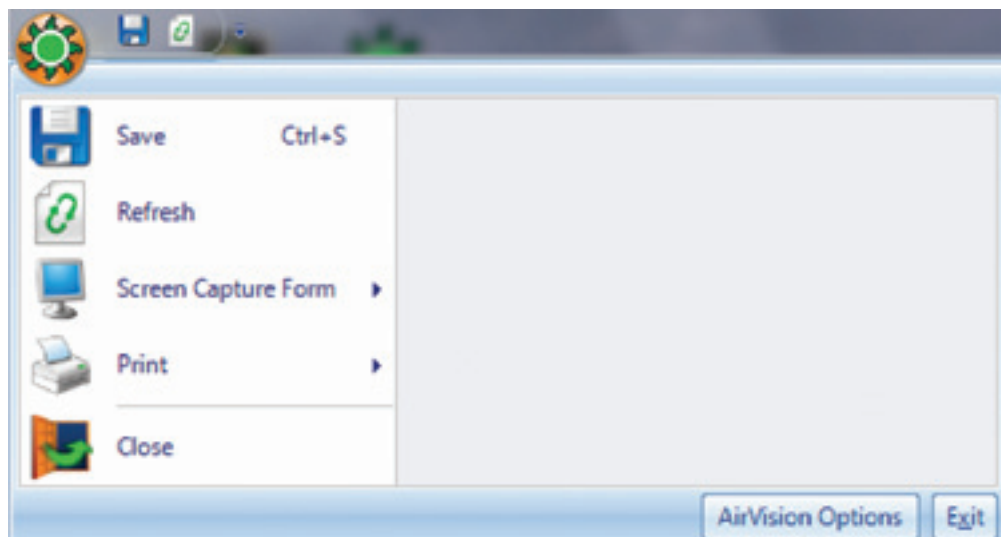 Save Ctrl+S
Refresh
Screen Capture Form
Print
Close
AirVision Options Exit